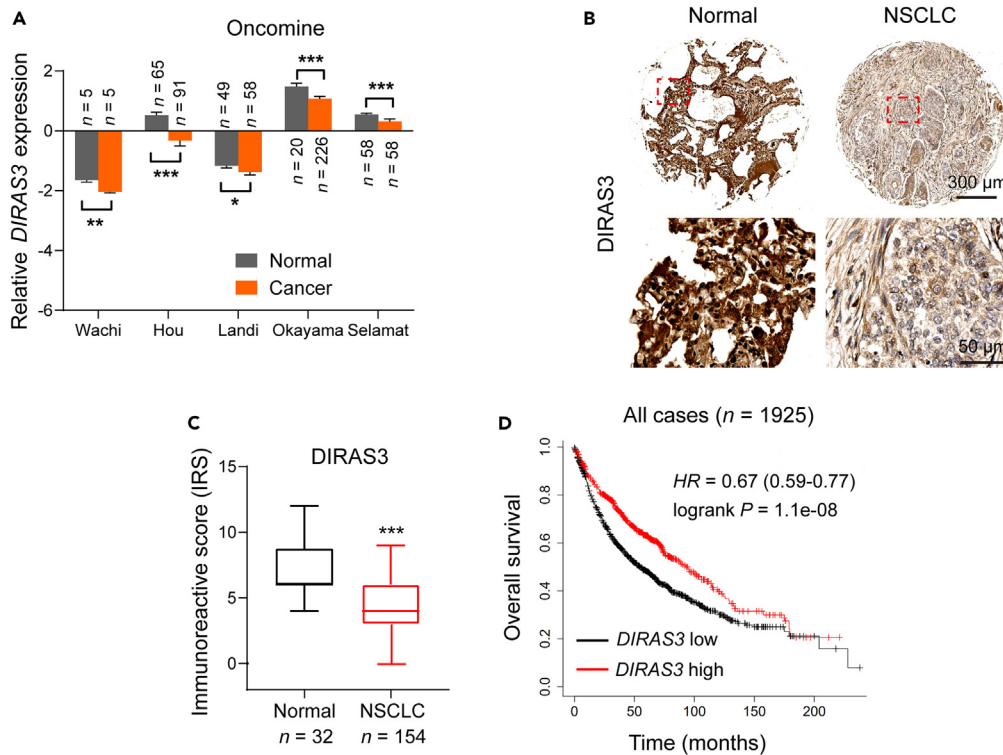 A
Oncomine
Relative DIRAS3 expression
2
0
-2
-4
-6
n = 5
n = 5
n = 65
n = 91
n = 49
n = 58
n = 20
n = 226
n = 58
n = 58
**
***
*
***
***
Normal
Cancer
Wachi
Hou
Landi
Okayama
Selamat
B
Normal
NSCLC
DIRAS3
300 µm
50 µm
C
DIRAS3
Immunoreactive score (IRS)
15
10
5
0
***
Normal
NSCLC
n = 32
n = 154
D
All cases (n = 1925)
HR = 0.67 (0.59-0.77)
logrank P = 1.1e-08
Overall survival
1.0
0.8
0.6
0.4
0.2
0.0
DIRAS3 low
DIRAS3 high
0
50
100
150
200
Time (months)